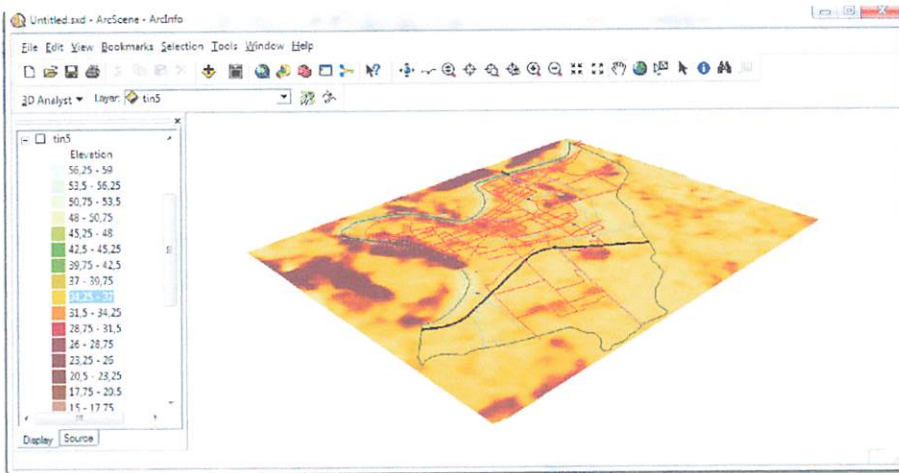 Untitled.sxd - ArcScene - ArcInfo
File Edit View Bookmarks Selection Tools Window Help
3D Analyst Layer: tin5
tin5
Elevation
56,25 - 59
53,5 - 56,25
50,75 - 53,5
48 - 50,75
45,25 - 48
42,5 - 45,25
39,75 - 42,5
37 - 39,75
34,25 - 37
31,5 - 34,25
28,75 - 31,5
26 - 28,75
23,25 - 26
20,5 - 23,25
17,75 - 20,5
15 - 17,75
Display Source